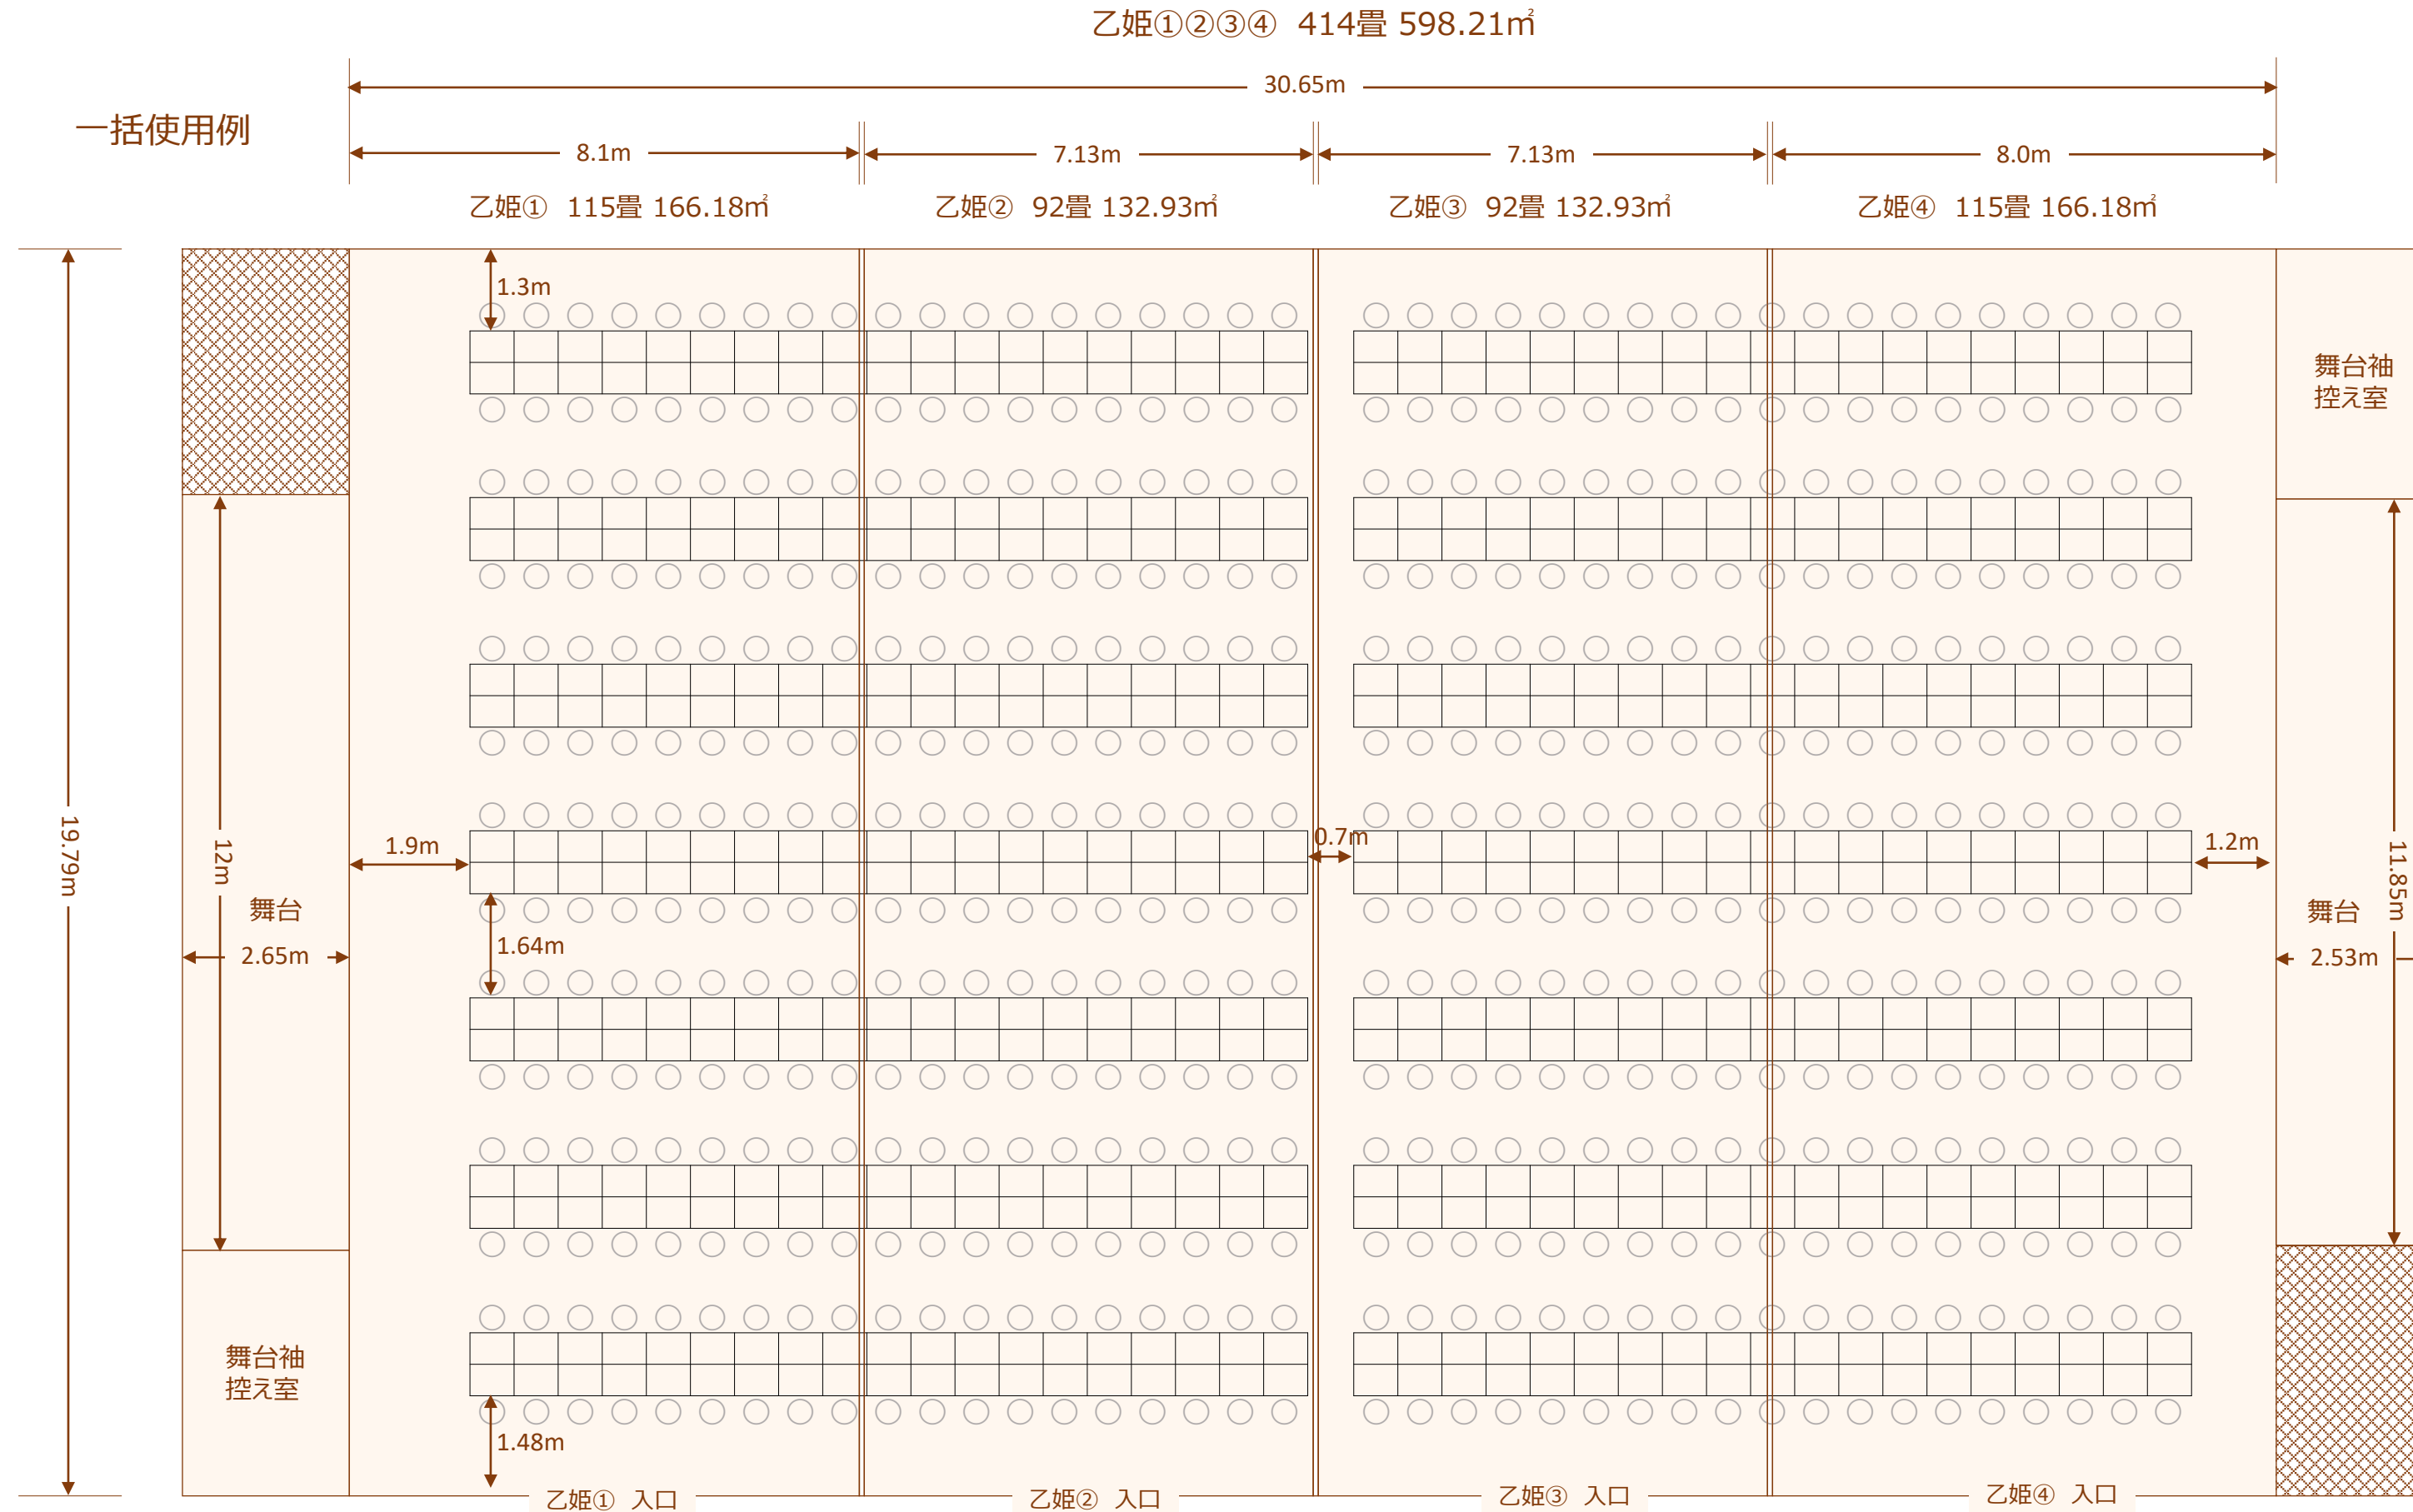 乙姫①②③④ 414畳 598.21㎡
30.65m
一括使用例
8.1m
7.13m
7.13m
8.0m
乙姫① 115畳 166.18㎡
乙姫② 92畳 132.93㎡
乙姫③ 92畳 132.93㎡
乙姫④ 115畳 166.18㎡
1.3m
舞台袖
控え室
19.79m
12m
1.9m
0.7m
1.2m
11.85m
舞台
2.65m
1.64m
舞台
2.53m
舞台袖
控え室
1.48m
乙姫① 入口
乙姫② 入口
乙姫③ 入口
乙姫④ 入口